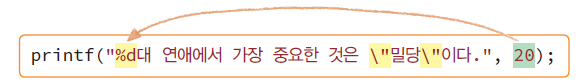 printf("%d대 연애에서 가장 중요한 것은 \"밀당\"이다.", 20);